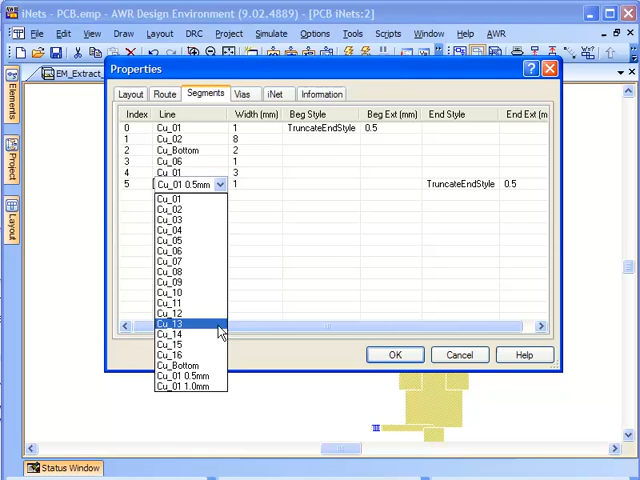 iNets - PCB.emp - AWR Design Environment (9.02.4889) - [PCB iNets:2]
File Edit View Draw Layout DRC Project Simulate Options Tools Scripts Window Help AWR
EM_Extract_
Elements
Project
Layout
Properties
Layout Route Segments Vias iNet Information
Index Line Width (mm) Beg Style Beg Ext (mm) End Style End Ext (m
0 Cu_01 1 TruncateEndStyle 0.5
1 Cu_02 8
2 Cu_Bottom 2
3 Cu_06 1
4 Cu_01 3
5 Cu_01 0.5mm 1 TruncateEndStyle 0.5
Cu_01
Cu_02
Cu_03
Cu_04
Cu_05
Cu_06
Cu_07
Cu_08
Cu_09
Cu_10
Cu_11
Cu_12
Cu_13
Cu_14
Cu_15
Cu_16
Cu_Bottom
Cu_01 0.5mm
Cu_01 1.0mm
OK Cancel Help
Status Window